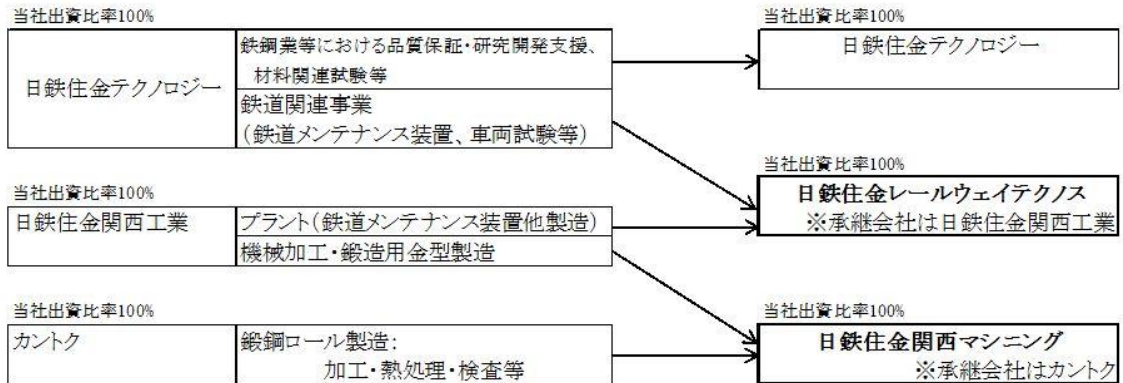 当社出資比率100%
当社出資比率100%
日鉄住金テクノロジー
鉄鋼業等における品質保証・研究開発支援、
材料関連試験等
鉄道関連事業
(鉄道メンテナンス装置、車両試験等)
日鉄住金テクノロジー
当社出資比率100%
当社出資比率100%
日鉄住金関西工業
プラント(鉄道メンテナンス装置他製造)
機械加工・鍛造用金型製造
日鉄住金レールウェイテクノス
※承継会社は日鉄住金関西工業
当社出資比率100%
当社出資比率100%
カントク
鍛鋼ロール製造:
加工・熱処理・検査等
日鉄住金関西マシニング
※承継会社はカントク